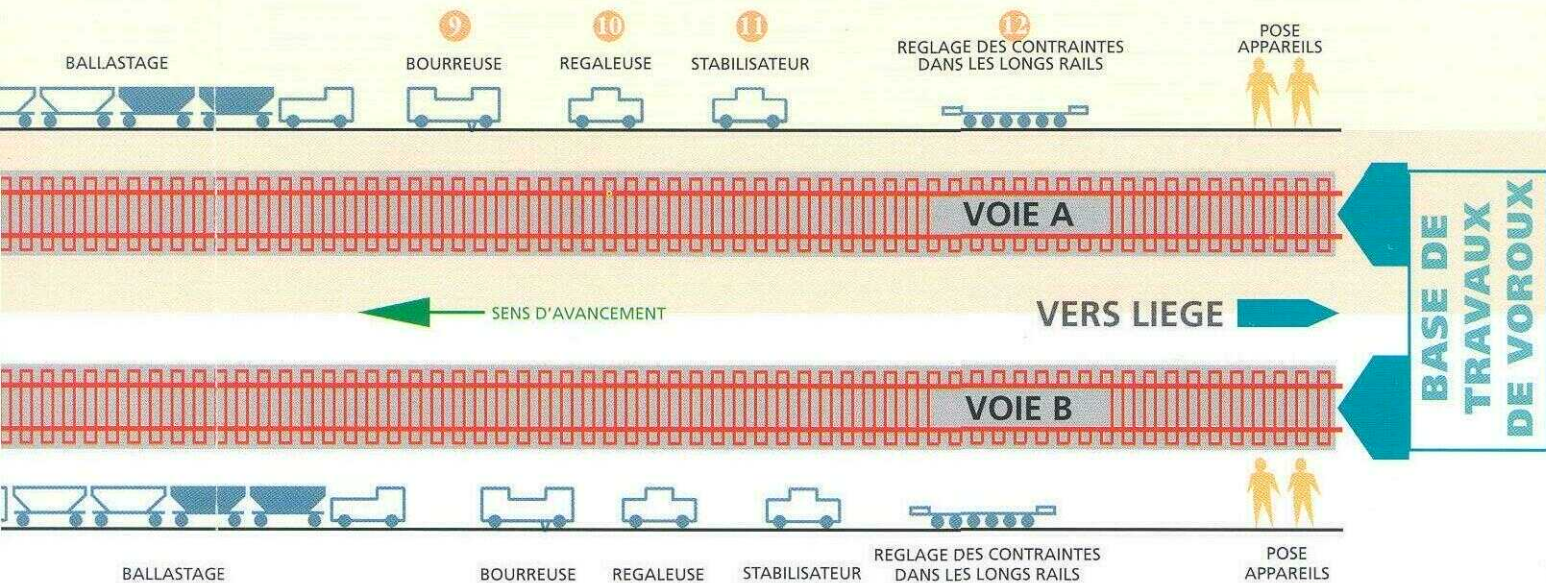 9
10
11
12
BALLASTAGE
BOURREUSE
REGALEUSE
STABILISATEUR
REGLAGE DES CONTRAINTES
DANS LES LONGS RAILS
POSE
APPAREILS
VOIE A
SENS D'AVANCEMENT
VERS LIEGE
BASE DE
TRAVAUX
DE VOROUX
VOIE B
BALLASTAGE
BOURREUSE
REGALEUSE
STABILISATEUR
REGLAGE DES CONTRAINTES
DANS LES LONGS RAILS
POSE
APPAREILS